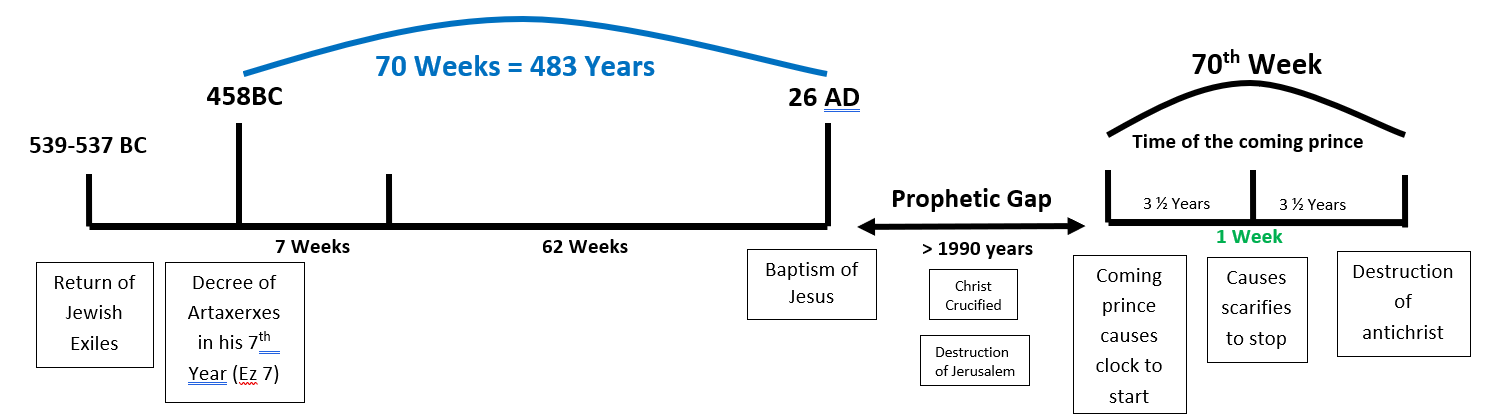 70 Weeks = 483 Years
458BC
26 AD
539-537 BC
7 Weeks
62 Weeks
Return of
Jewish
Exiles
Decree of
Artaxerxes
in his 7th
Year (Ez 7)
Baptism of
Jesus
Prophetic Gap
> 1990 years
Christ
Crucified
Destruction
of Jerusalem
70th Week
Time of the coming prince
3 ½ Years
3 ½ Years
1 Week
Coming
prince
causes
clock to
start
Causes
scarifies
to stop
Destruction
of
antichrist